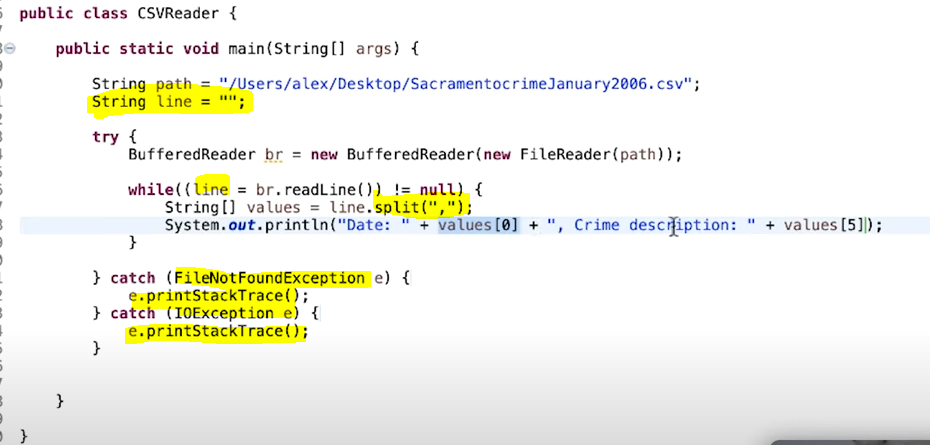 public class CSVReader {
public static void main(String[] args) {
String path = "/Users/alex/Desktop/SacramentocrimeJanuary2006.csv";
String line = "";
try {
BufferedReader br = new BufferedReader(new FileReader(path));
while((line = br.readLine()) != null) {
String[] values = line.split(",");
System.out.println("Date: " + values[0] + ", Crime description: " + values[5]);
}
} catch (FileNotFoundException e) {
e.printStackTrace();
} catch (IOException e) {
e.printStackTrace();
}
}
}